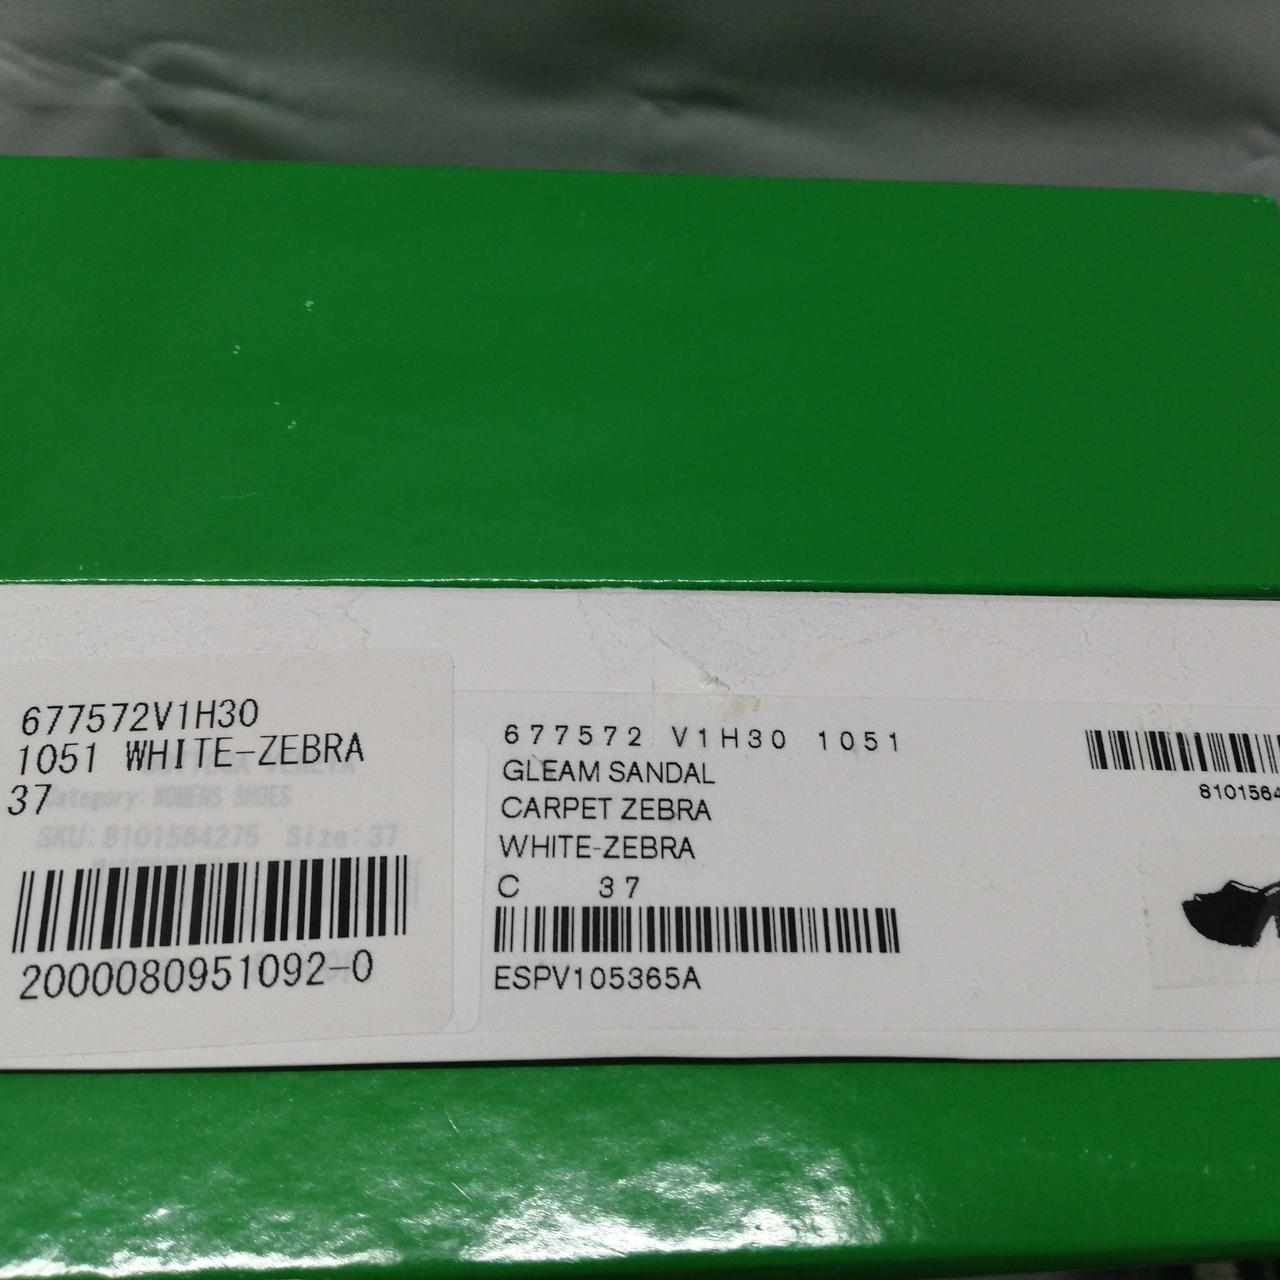 677572V1H30
1051 WHITE-ZEBRA
37
Category:WOMENS SHOES
SKU:8101564275 Size:37
2000080951092-0
677572 V1H30 1051
GLEAM SANDAL
CARPET ZEBRA
WHITE-ZEBRA
C 37
ESPV105365A
8101564